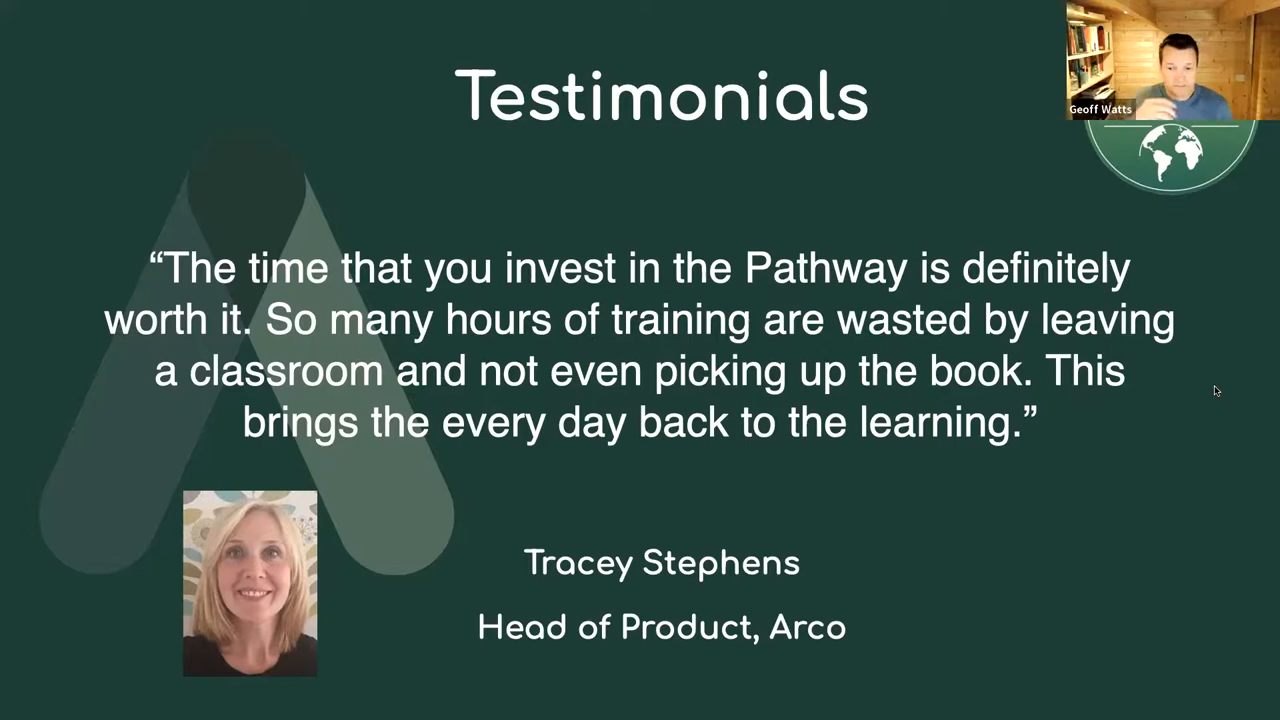 Testimonials
Geoff Watts
“The time that you invest in the Pathway is definitely
worth it. So many hours of training are wasted by leaving
a classroom and not even picking up the book. This
brings the every day back to the learning.”
Tracey Stephens
Head of Product, Arco